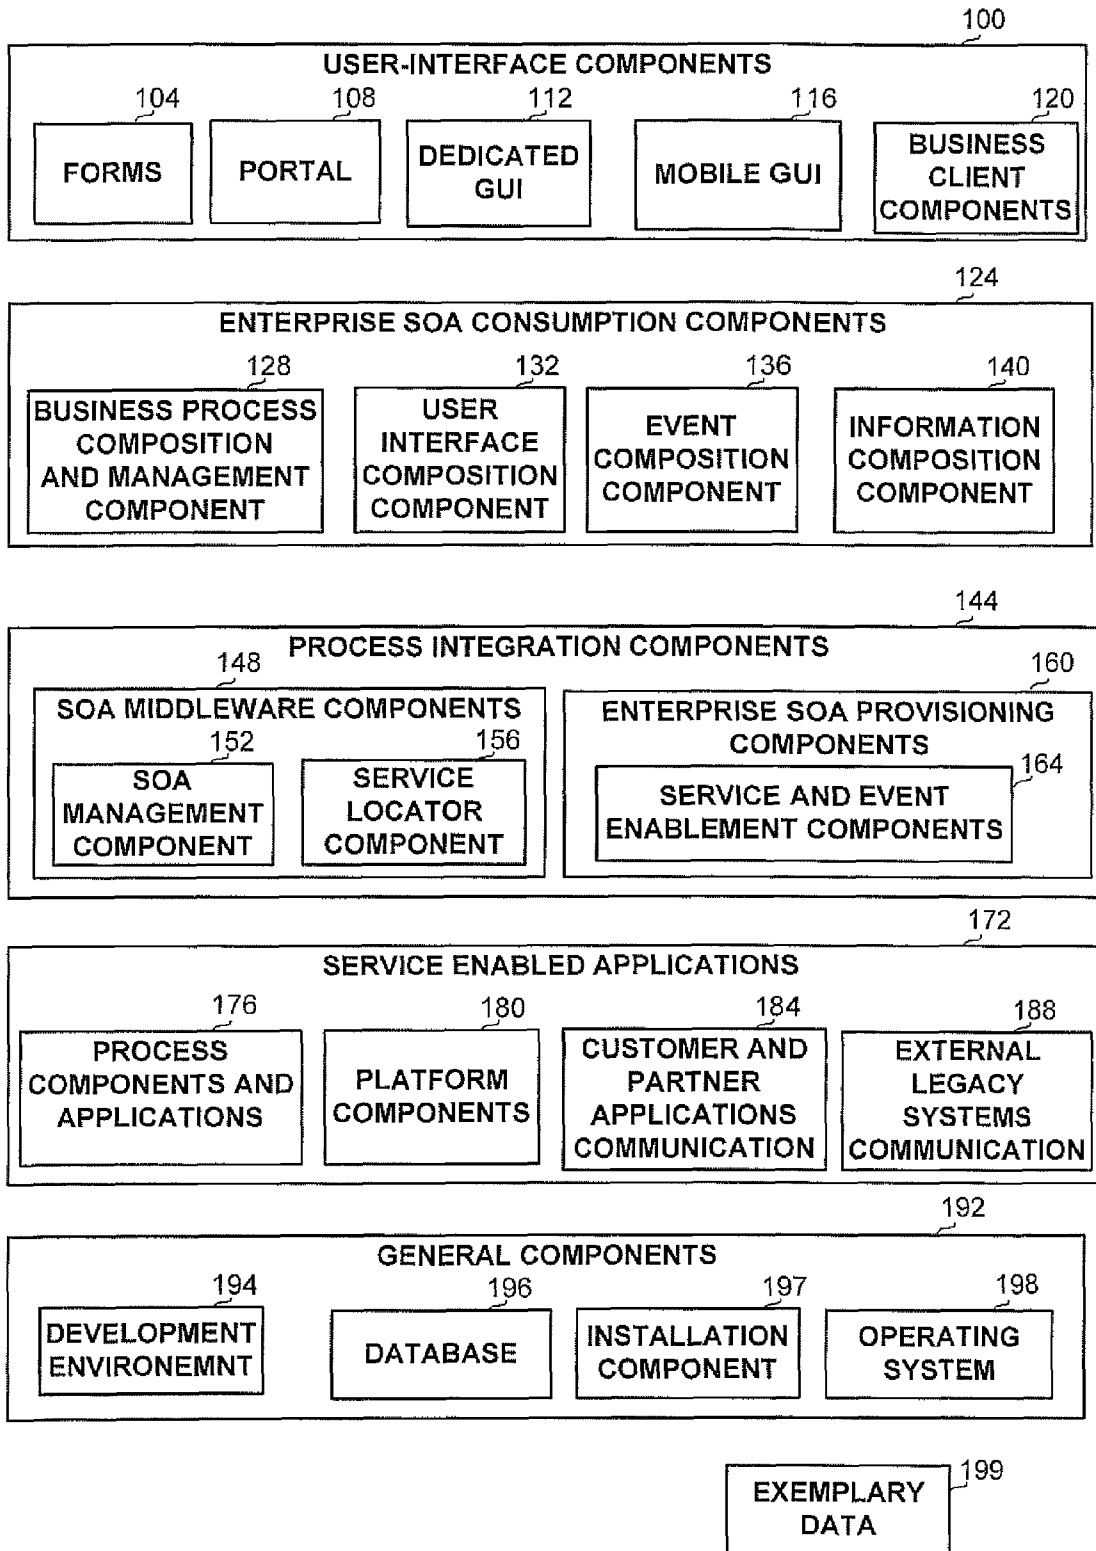 100
USER-INTERFACE COMPONENTS
104
108
112
116
120
FORMS
PORTAL
DEDICATED
GUI
MOBILE GUI
BUSINESS
CLIENT
COMPONENTS
124
ENTERPRISE SOA CONSUMPTION COMPONENTS
128
132
136
140
BUSINESS PROCESS
COMPOSITION
AND MANAGEMENT
COMPONENT
USER
INTERFACE
COMPOSITION
COMPONENT
EVENT
COMPOSITION
COMPONENT
INFORMATION
COMPOSITION
COMPONENT
144
PROCESS INTEGRATION COMPONENTS
148
SOA MIDDLEWARE COMPONENTS
152
156
SOA
MANAGEMENT
COMPONENT
SERVICE
LOCATOR
COMPONENT
160
ENTERPRISE SOA PROVISIONING
COMPONENTS
164
SERVICE AND EVENT
ENABLEMENT COMPONENTS
172
SERVICE ENABLED APPLICATIONS
176
180
184
188
PROCESS
COMPONENTS AND
APPLICATIONS
PLATFORM
COMPONENTS
CUSTOMER AND
PARTNER
APPLICATIONS
COMMUNICATION
EXTERNAL
LEGACY
SYSTEMS
COMMUNICATION
192
GENERAL COMPONENTS
194
196
197
198
DEVELOPMENT
ENVIRONEMNT
DATABASE
INSTALLATION
COMPONENT
OPERATING
SYSTEM
199
EXEMPLARY
DATA